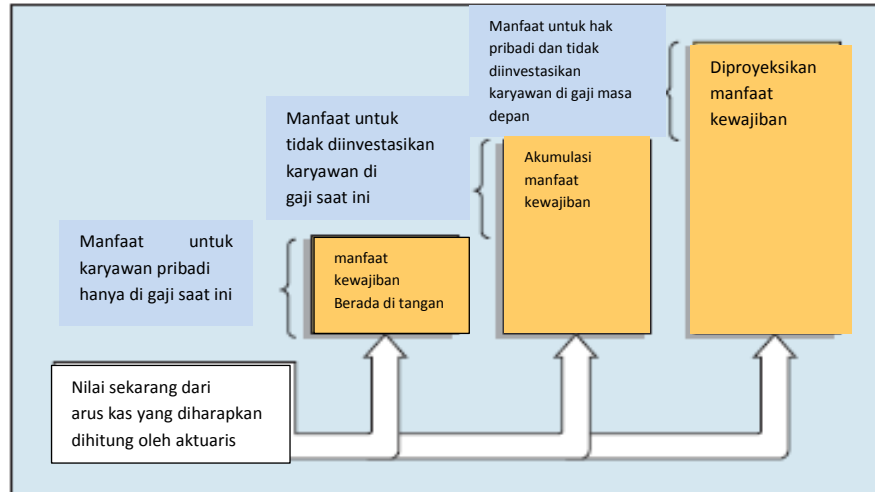 Manfaat untuk hak
pribadi dan tidak
diinvestasikan
karyawan di gaji masa
depan
Diproyeksikan
manfaat
kewajiban
Manfaat untuk
tidak diinvestasikan
karyawan di
gaji saat ini
Akumulasi
manfaat
kewajiban
Manfaat untuk
karyawan pribadi
hanya di gaji saat ini
manfaat
kewajiban
Berada di tangan
Nilai sekarang dari
arus kas yang diharapkan
dihitung oleh aktuaris